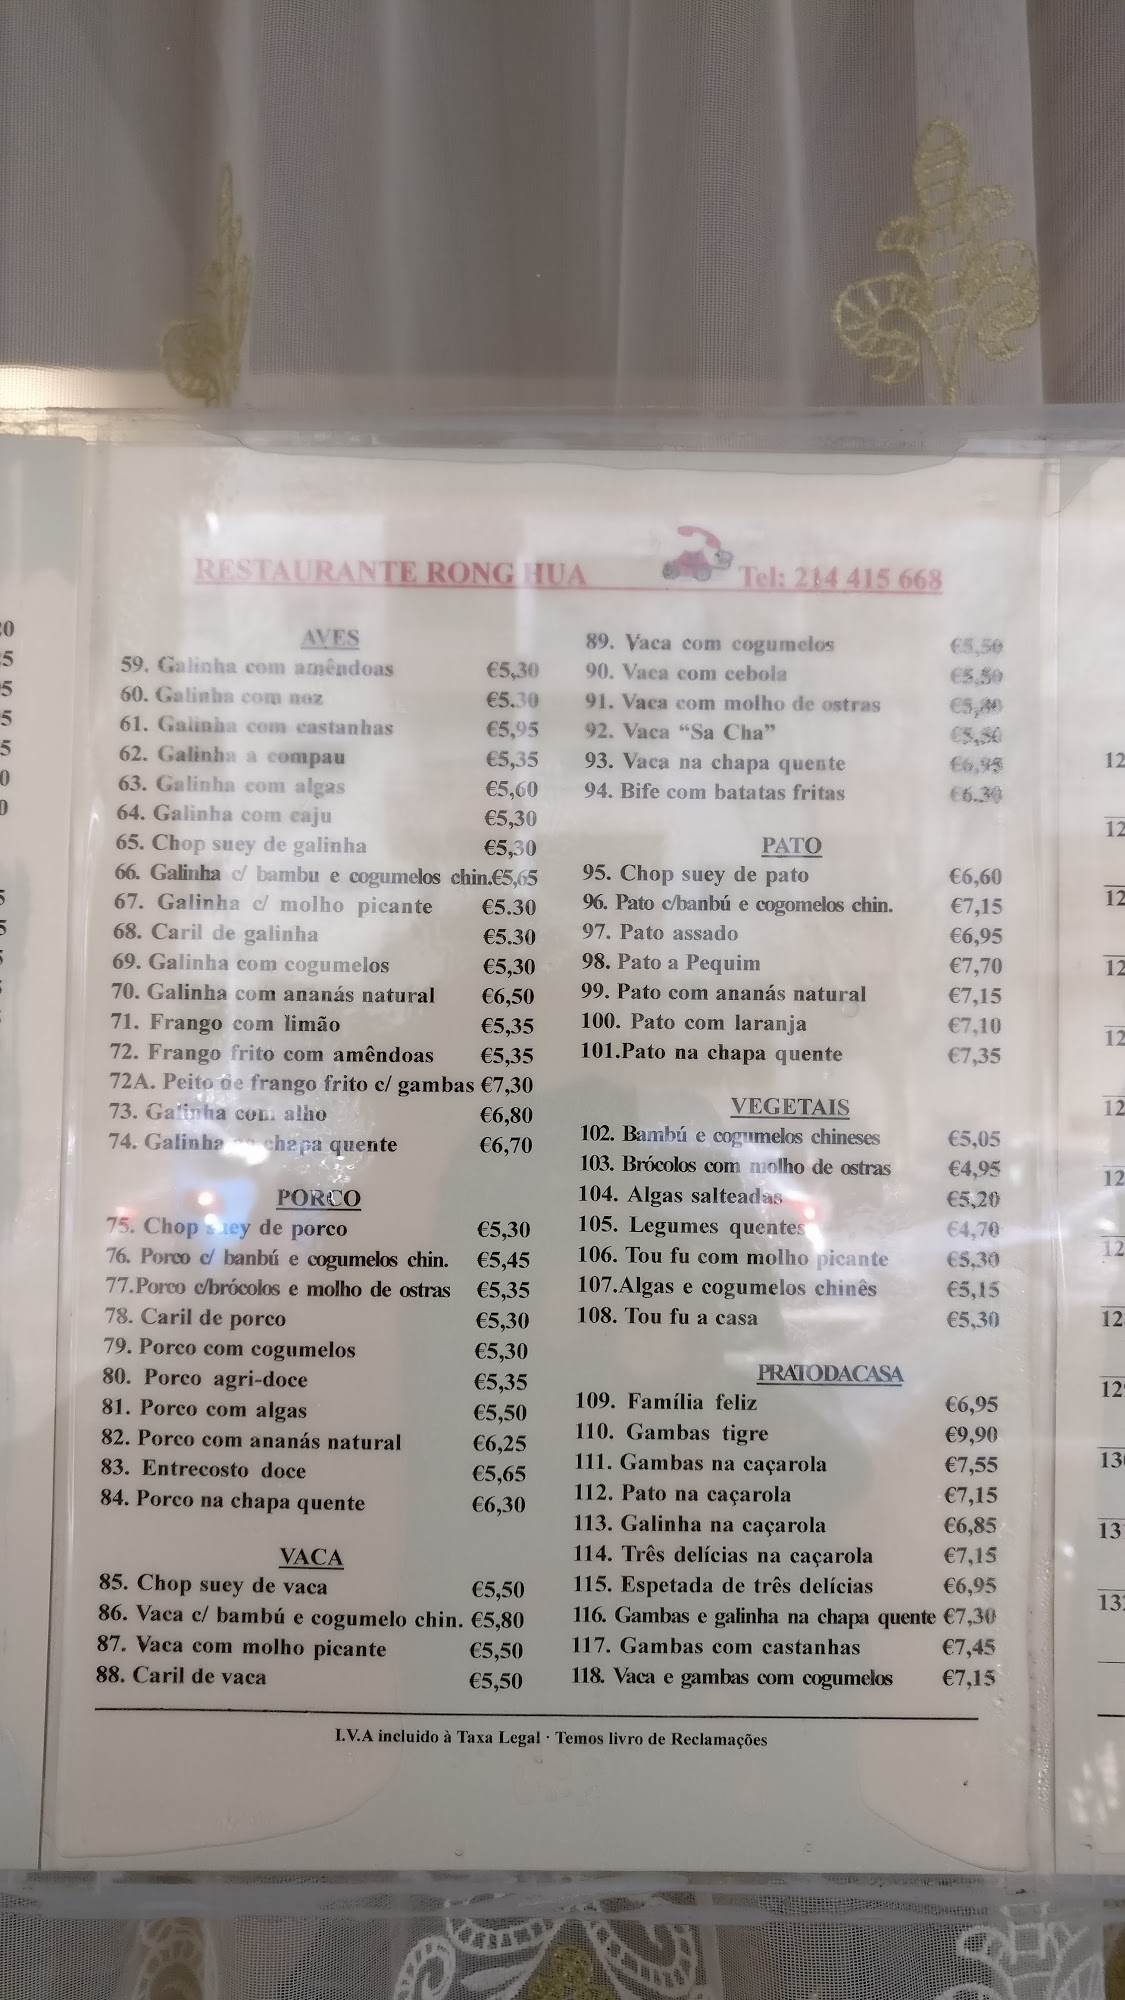 RESTAURANTE RONG HUA Tel: 214 415 668
AVES
59. Galinha com amêndoas €5,30
60. Galinha com noz €5.30
61. Galinha com castanhas €5,95
62. Galinha a compau €5,35
63. Galinha com algas €5,60
64. Galinha com caju €5,30
65. Chop suey de galinha €5,30
66. Galinha c/ bambu e cogumelos chin.€5,65
67. Galinha c/ molho picante €5.30
68. Caril de galinha €5.30
69. Galinha com cogumelos €5,30
70. Galinha com ananás natural €6,50
71. Frango com limão €5,35
72. Frango frito com amêndoas €5,35
72A. Peito de frango frito c/ gambas €7,30
73. Galinha com alho €6,80
74. Galinha chapa quente €6,70
PORCO
75. Chop suey de porco €5,30
76. Porco c/ banbú e cogumelos chin. €5,45
77.Porco c/brócolos e molho de ostras €5,35
78. Caril de porco €5,30
79. Porco com cogumelos €5,30
80. Porco agri-doce €5,35
81. Porco com algas €5,50
82. Porco com ananás natural €6,25
83. Entrecosto doce €5,65
84. Porco na chapa quente €6,30
VACA
85. Chop suey de vaca €5,50
86. Vaca c/ bambú e cogumelo chin. €5,80
87. Vaca com molho picante €5,50
88. Caril de vaca €5,50
89. Vaca com cogumelos €5,50
90. Vaca com cebola €5,50
91. Vaca com molho de ostras
92. Vaca “Sa Cha” €5,50
93. Vaca na chapa quente €6,95
94. Bife com batatas fritas €6.30
PATO
95. Chop suey de pato €6,60
96. Pato c/banbú e cogomelos chin. €7,15
97. Pato assado €6,95
98. Pato a Pequim €7,70
99. Pato com ananás natural €7,15
100. Pato com laranja €7,10
101.Pato na chapa quente €7,35
VEGETAIS
102. Bambú e cogumelos chineses €5,05
103. Brócolos com molho de ostras €4,95
104. Algas salteadas €5,20
105. Legumes quentes €4,70
106. Tou fu com molho picante €5,30
107.Algas e cogumelos chinês €5,15
108. Tou fu a casa €5,30
PRATODACASA
109. Família feliz €6,95
110. Gambas tigre €9,90
111. Gambas na caçarola €7,55
112. Pato na caçarola €7,15
113. Galinha na caçarola €6,85
114. Três delícias na caçarola €7,15
115. Espetada de três delícias €6,95
116. Gambas e galinha na chapa quente €7,30
117. Gambas com castanhas €7,45
118. Vaca e gambas com cogumelos €7,15
I.V.A incluido à Taxa Legal · Temos livro de Reclamações